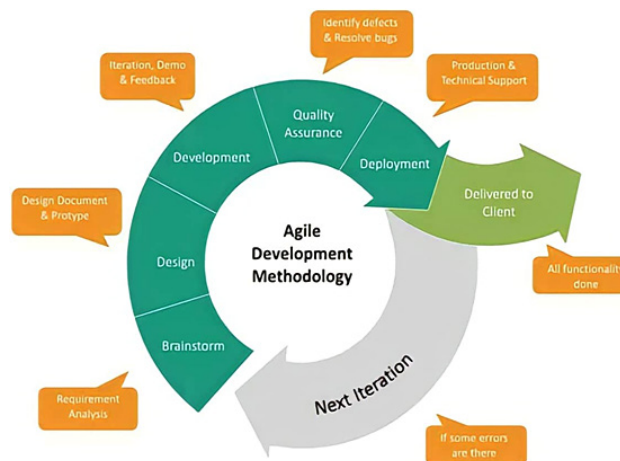 Identify defects
& Resolve bugs
Iteration, Demo
& Feedback
Production &
Technical Support
Quality
Assurance
Development
Deployment
Delivered to
Client
Design Document
& Protype
Agile
Development
Methodology
Design
All functionality
done
Brainstorm
Next Iteration
Requirement
Analysis
If some errors
are there